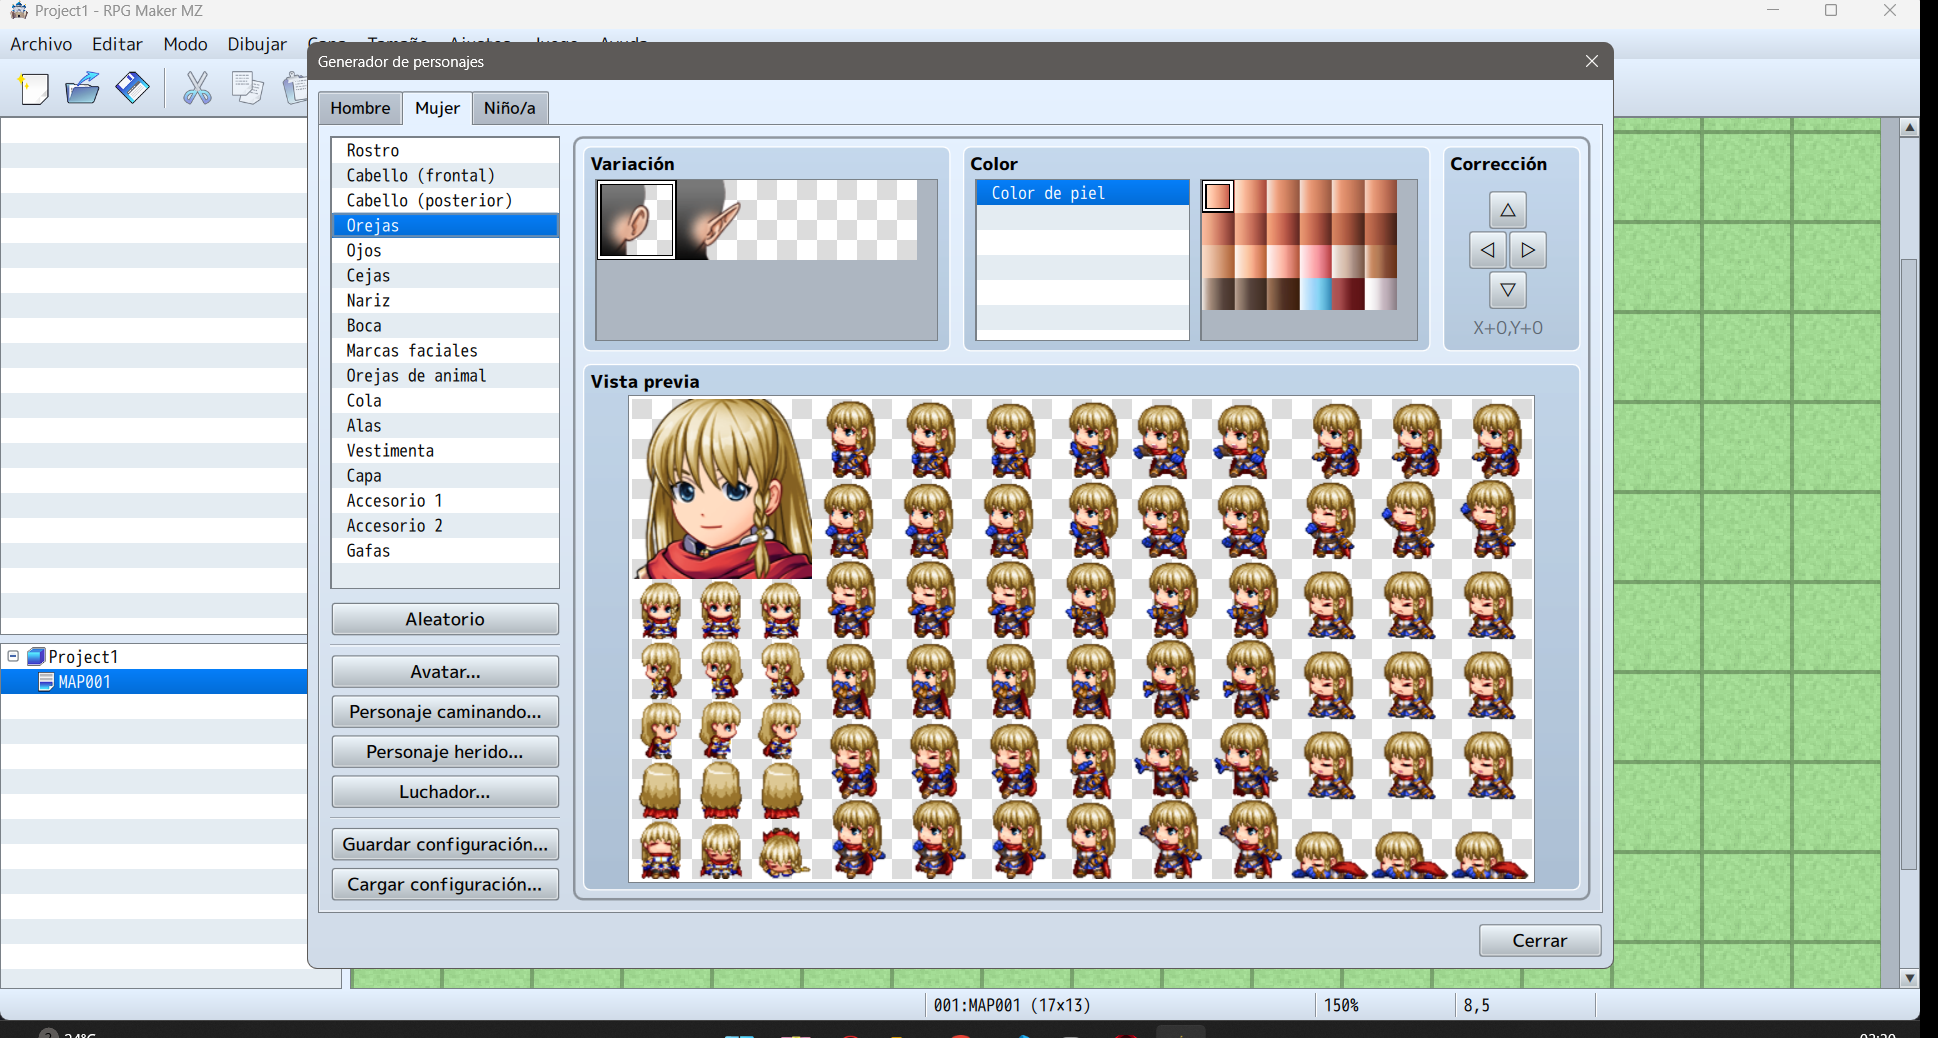 Project1 - RPG Maker MZ
Archivo Editar Modo Dibujar
Generador de personajes
Hombre Mujer Niño/a
Rostro
Cabello (frontal)
Cabello (posterior)
Orejas
Ojos
Cejas
Nariz
Boca
Marcas faciales
Orejas de animal
Cola
Alas
Vestimenta
Capa
Accesorio 1
Accesorio 2
Gafas
Aleatorio
Avatar...
Personaje caminando...
Personaje herido...
Luchador...
Guardar configuración...
Cargar configuración...
Variación
Color
Color de piel
Corrección
X+0,Y+0
Vista previa
Cerrar
Project1
MAP001
001:MAP001 (17×13)
150%
8,5